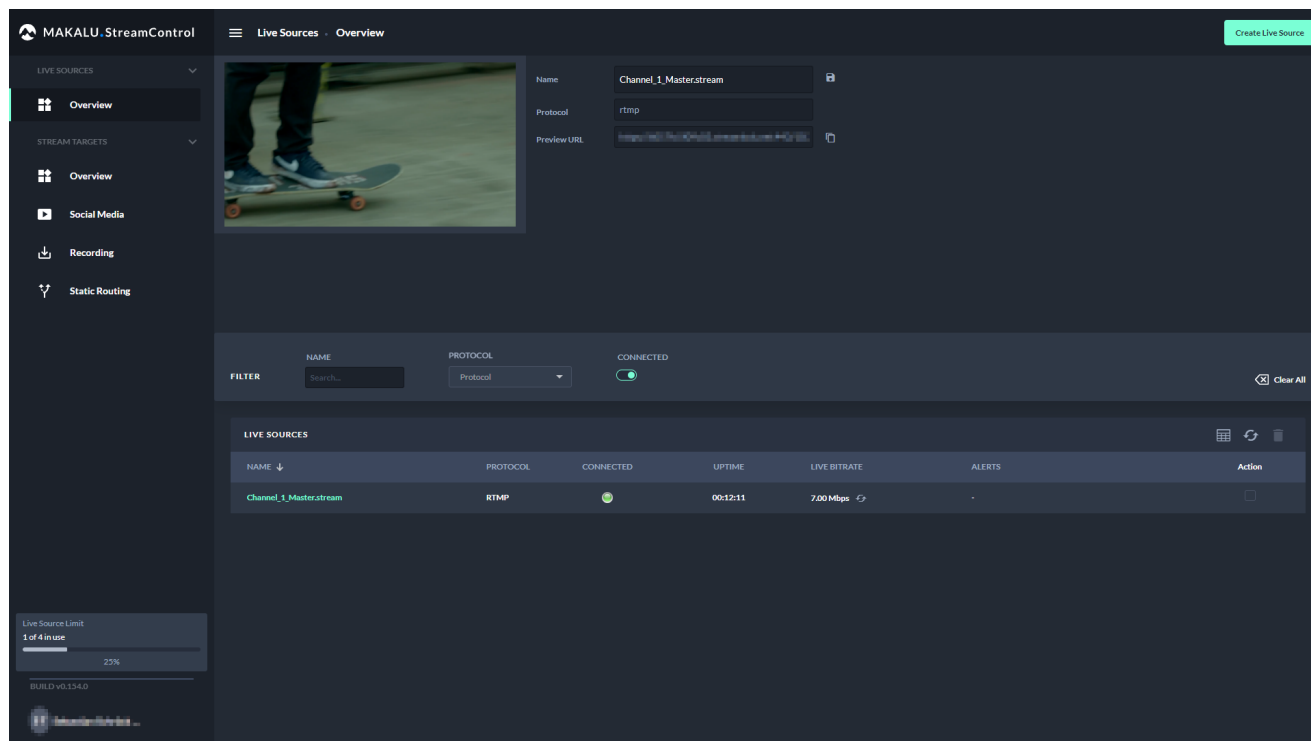 MAKALU.StreamControl
Live Sources - Overview
Create Live Source
LIVE SOURCES
Overview
STREAM TARGETS
Overview
Social Media
Recording
Static Routing
Live Source Limit
1 of 4 in use
25%
BUILD v0.154.0
Name
Channel_1_Master.stream
Protocol
rtmp
Preview URL
FILTER
NAME
Search...
PROTOCOL
Protocol
CONNECTED
Clear All
LIVE SOURCES
NAME PROTOCOL CONNECTED UPTIME LIVE BITRATE ALERTS Action
Channel_1_Master.stream RTMP 00:12:11 7.00 Mbps -